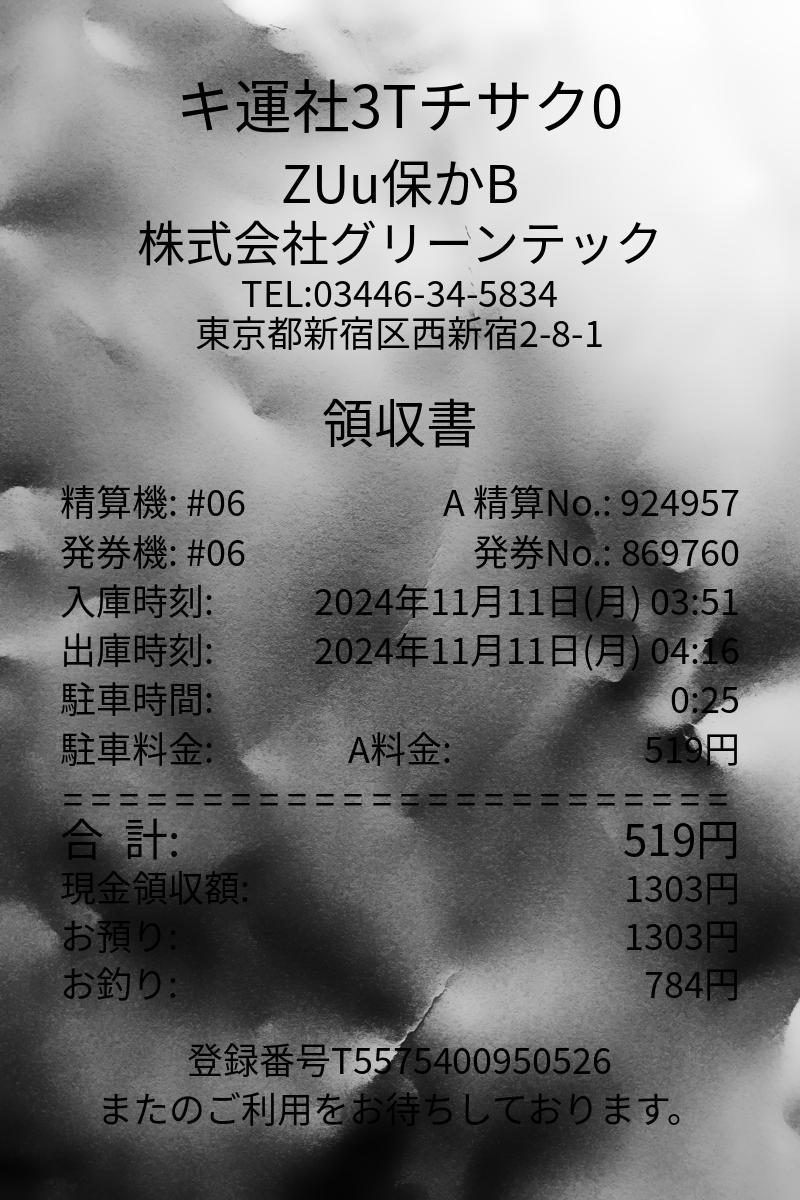 キ運社3Tチサク0
ZUu保かB
株式会社グリーンテック
TEL:03446-34-5834
東京都新宿区西新宿2-8-1
領収書
精算機: #06 A 精算No.: 924957
発券機: #06 発券No.: 869760
入庫時刻: 2024年11月11日(月) 03:51
出庫時刻: 2024年11月11日(月) 04:16
駐車時間: 0:25
駐車料金: A料金: 519円
========================
合 計: 519円
現金領収額: 1303円
お預り: 1303円
お釣り: 784円
登録番号T5575400950526
またのご利用をお待ちしております。